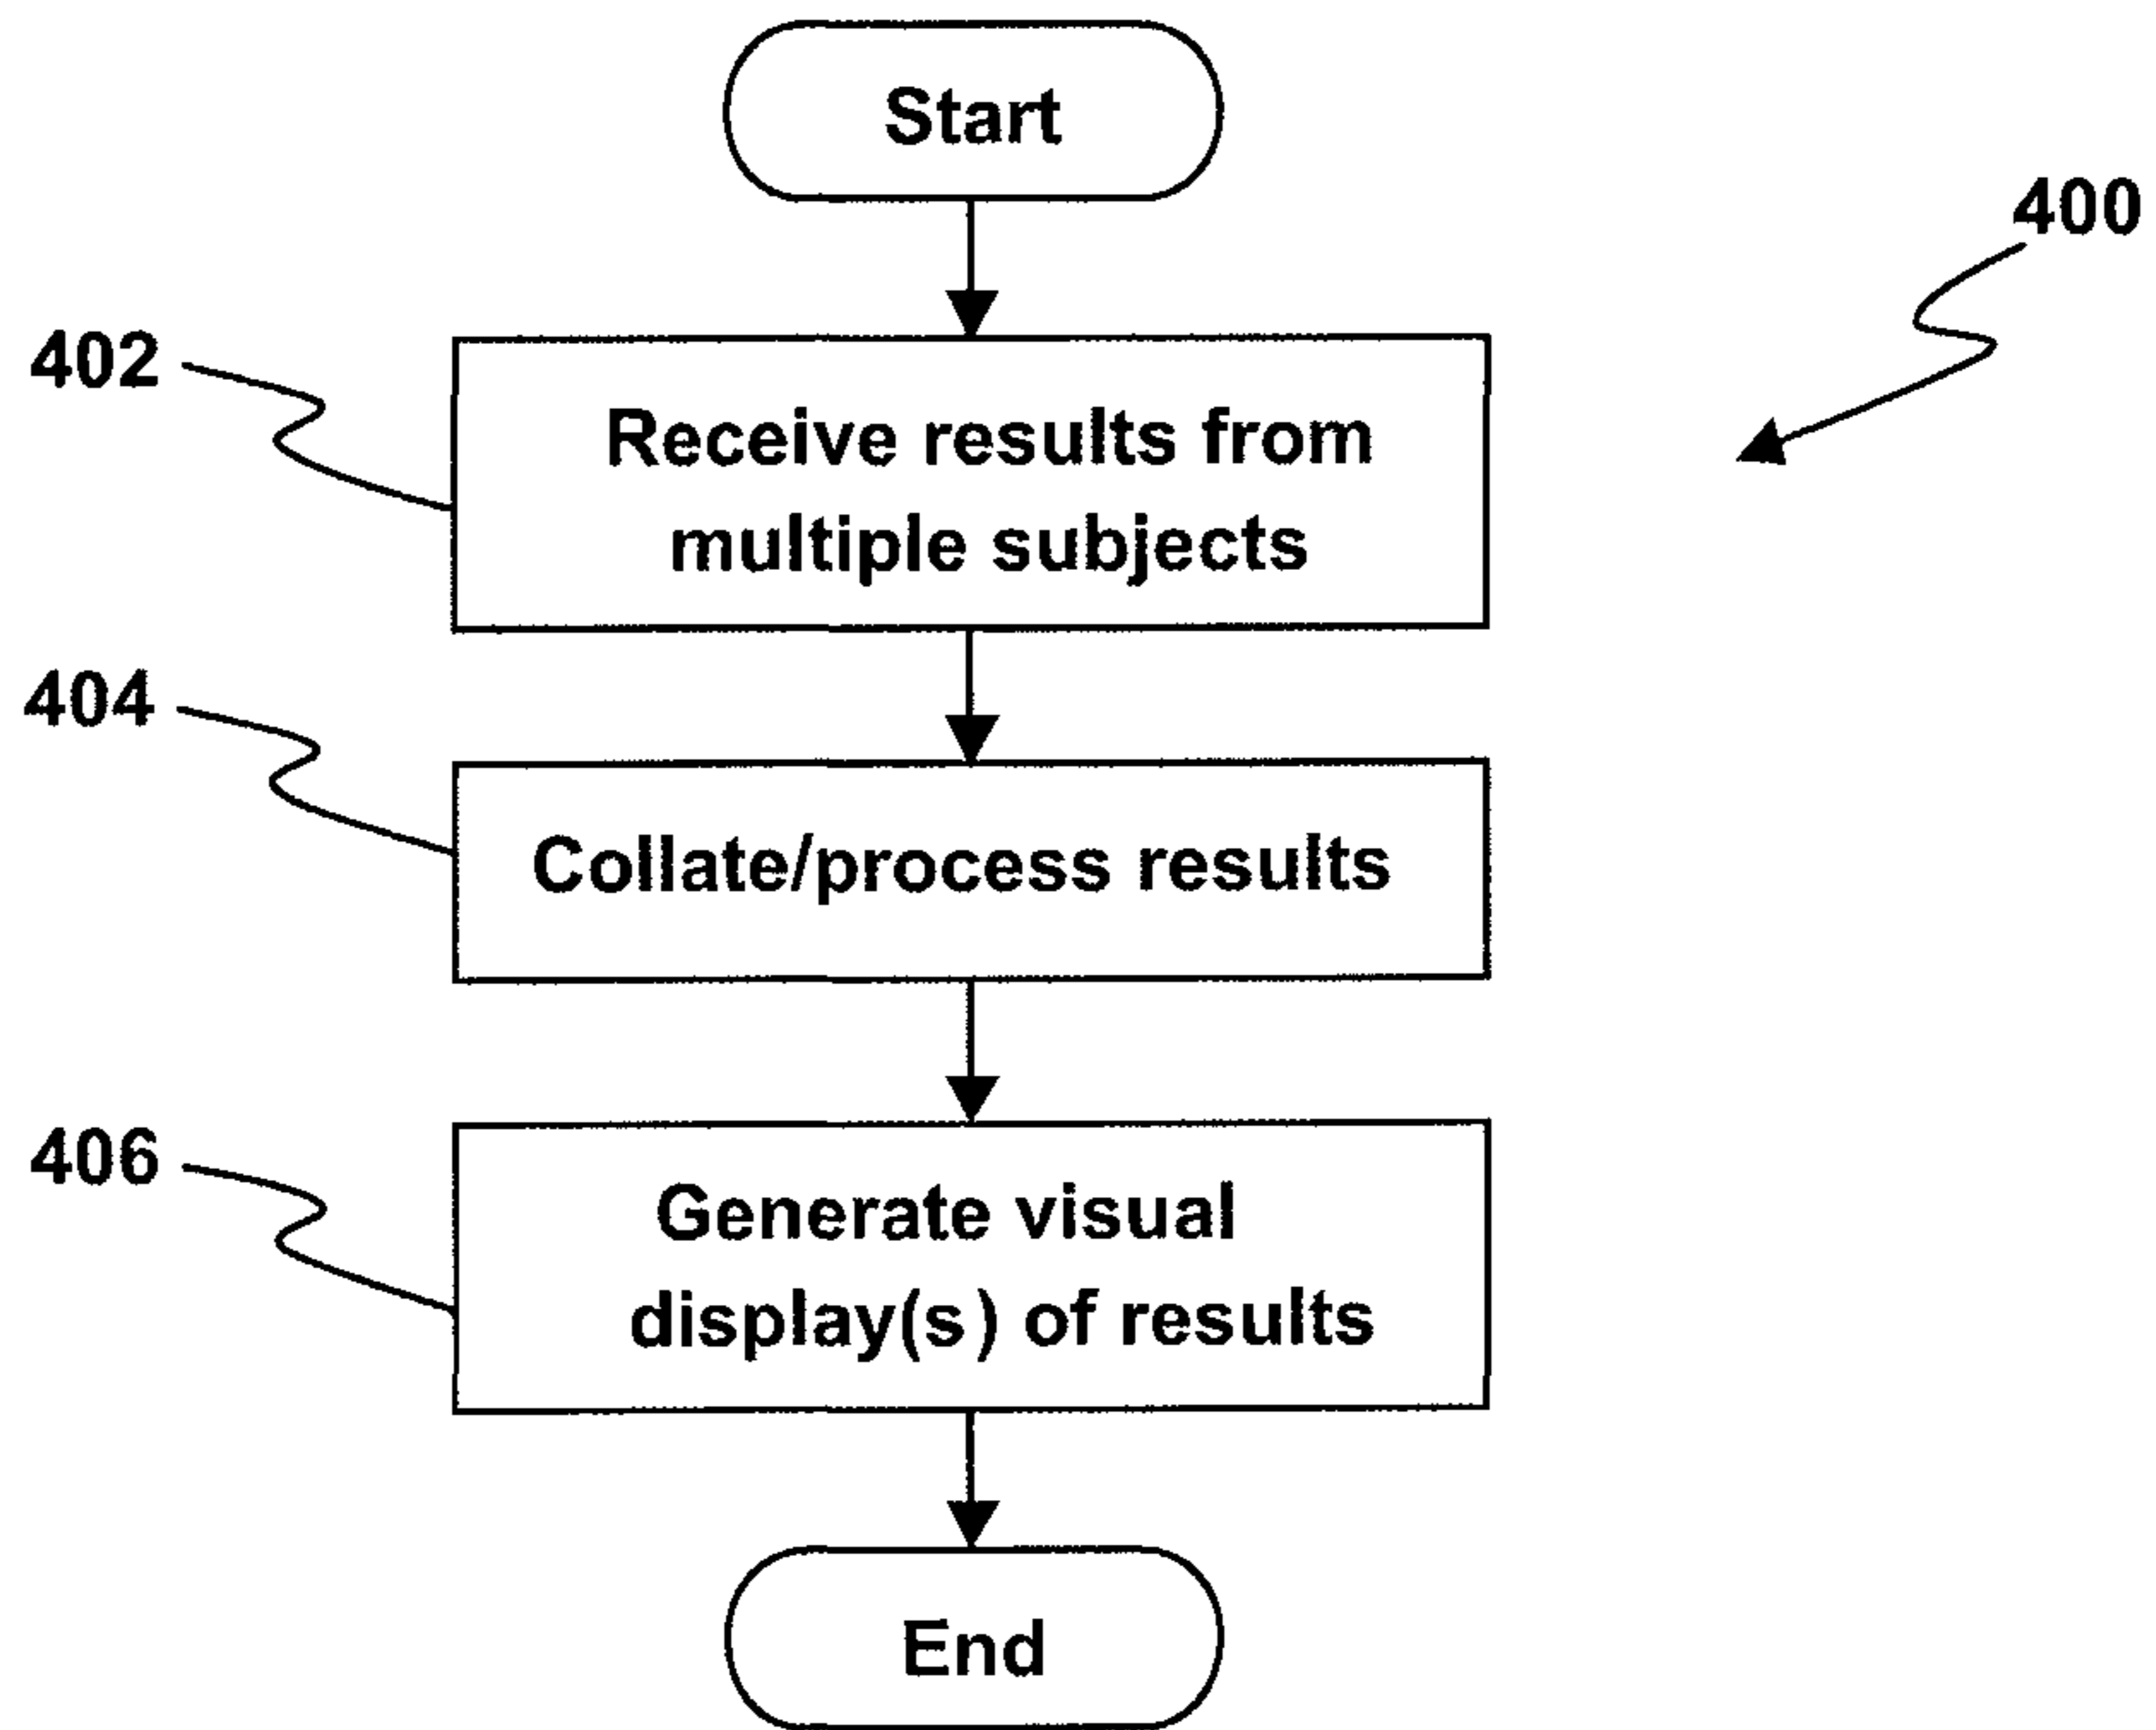 Start
400
402
Receive results from
multiple subjects
404
Collate/process results
406
Generate visual
display(s) of results
End